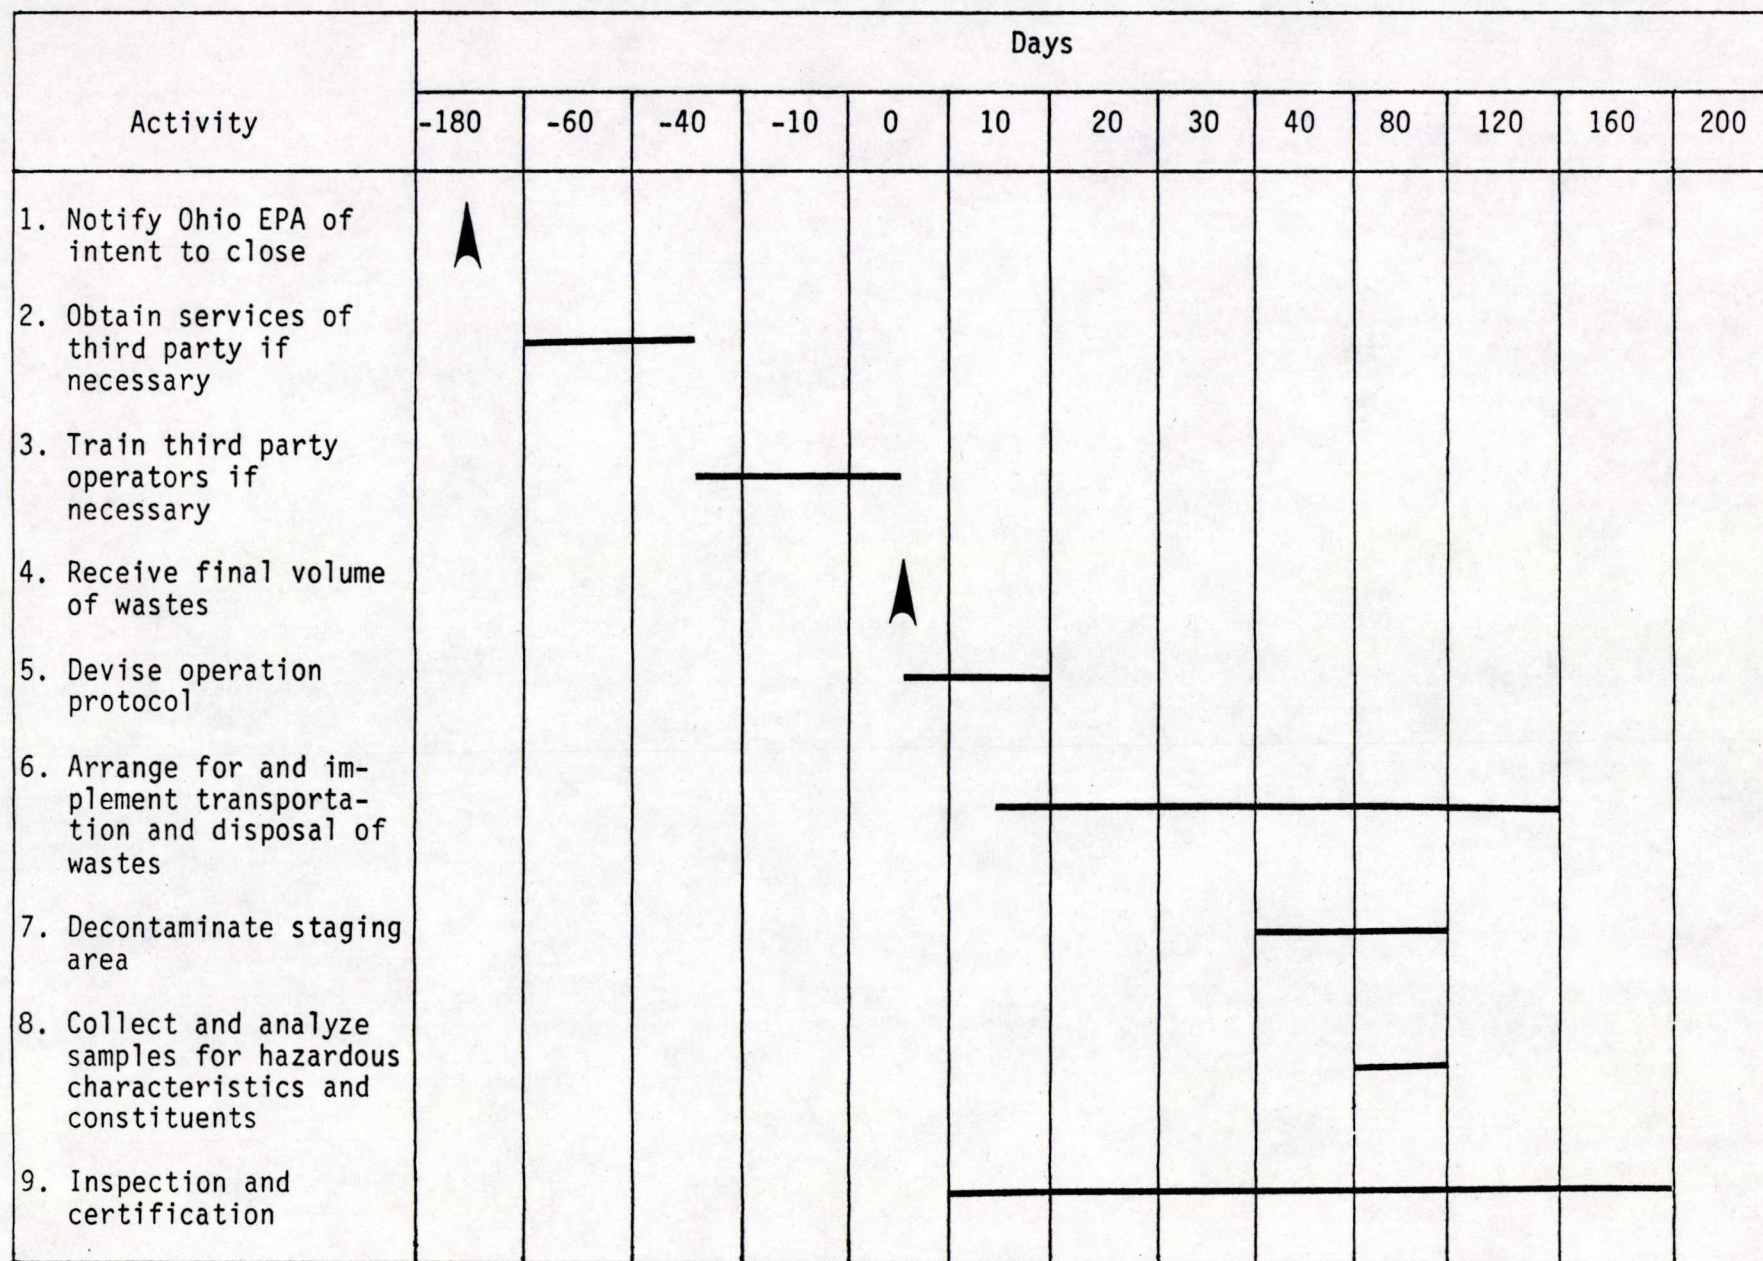 Days
Activity -180 -60 -40 -10 0 10 20 30 40 80 120 160 200
1. Notify Ohio EPA of
intent to close
2. Obtain services of
third party if
necessary
3. Train third party
operators if
necessary
4. Receive final volume
of wastes
5. Devise operation
protocol
6. Arrange for and im-
plement transporta-
tion and disposal of
wastes
7. Decontaminate staging
area
8. Collect and analyze
samples for hazardous
characteristics and
constituents
9. Inspection and
certification